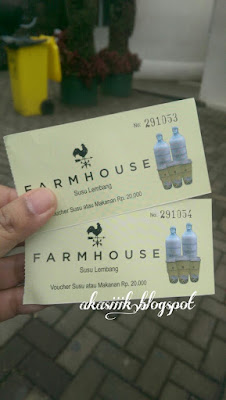 No. 291053
FARMHOUSE
Susu Lembang
Voucher Susu atau Makanan Rp. 20.000
No. 291054
FARMHOUSE
Susu Lembang
Voucher Susu atau Makanan Rp. 20.000
akasiiik.blogspot